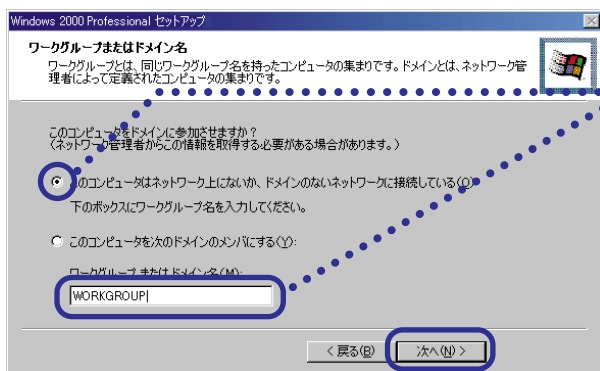 Windows 2000 Professional セットアップ
ワークグループまたはドメイン名
ワークグループとは、同じワークグループ名を持ったコンピュータの集まりです。ドメインとは、ネットワーク管
理者によって定義されたコンピュータの集まりです。
このコンピュータをドメインに参加させますか？
(ネットワーク管理者からこの情報を取得する必要がある場合があります。)
このコンピュータはネットワーク上にないか、ドメインのないネットワークに接続している(O)
下のボックスにワークグループ名を入力してください。
このコンピュータを次のドメインのメンバにする(Y):
ワークグループ または ドメイン名(M):
WORKGROUP
< 戻る(B)
次へ(N) >